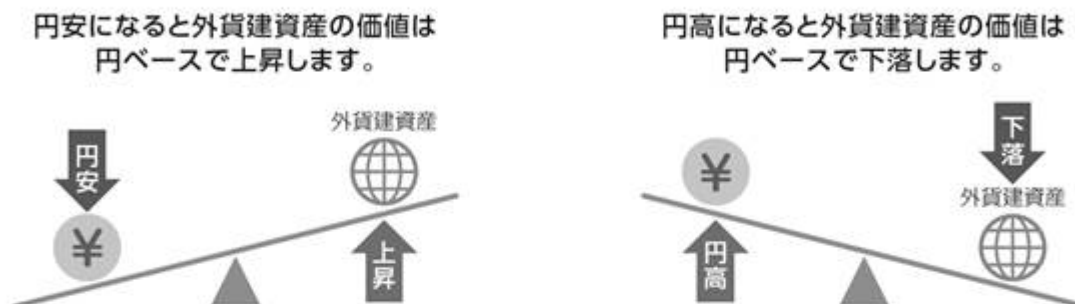 円安になると外貨建資産の価値は
円ベースで上昇します。
外貨建資産
円安
¥
上昇
円高になると外貨建資産の価値は
円ベースで下落します。
下落
¥
外貨建資産
円高